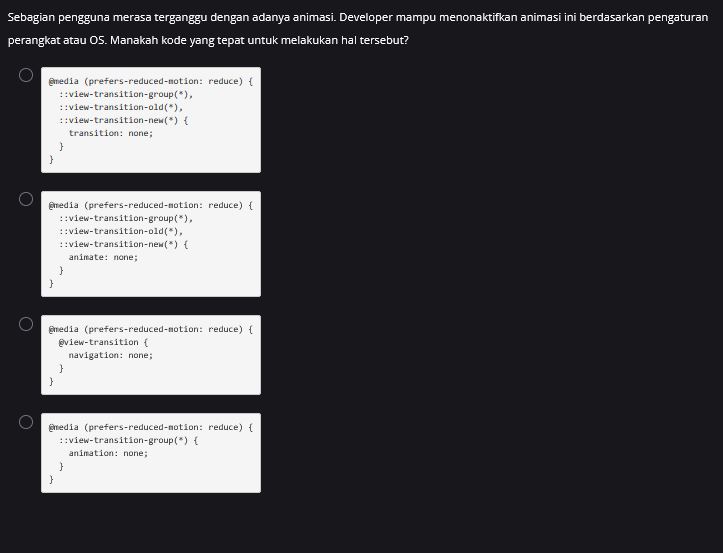 Sebagian pengguna merasa terganggu dengan adanya animasi. Developer mampu menonaktifkan animasi ini berdasarkan pengaturan
perangkat atau OS. Manakah kode yang tepat untuk melakukan hal tersebut?
@media (prefers-reduced-motion: reduce) {
  ::view-transition-group(*),
  ::view-transition-old(*),
  ::view-transition-new(*) {
    transition: none;
  }
}
@media (prefers-reduced-motion: reduce) {
  ::view-transition-group(*),
  ::view-transition-old(*),
  ::view-transition-new(*) {
    animate: none;
  }
}
@media (prefers-reduced-motion: reduce) {
  @view-transition {
    navigation: none;
  }
}
@media (prefers-reduced-motion: reduce) {
  ::view-transition-group(*) {
    animation: none;
  }
}